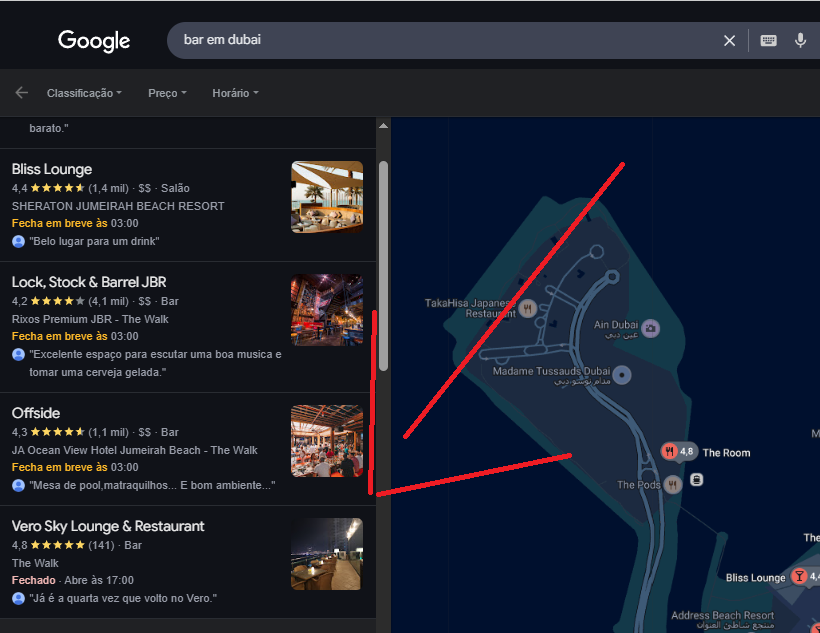 Google
bar em dubai
Classificação
Preço
Horário
barato."
Bliss Lounge
4,4 (1,4 mil) · $$ · Salão
SHERATON JUMEIRAH BEACH RESORT
Fecha em breve às 03:00
"Belo lugar para um drink"
Lock, Stock & Barrel JBR
4,2 (4,1 mil) · $$ · Bar
Rixos Premium JBR - The Walk
Fecha em breve às 03:00
"Excelente espaço para escutar uma boa musica e
tomar uma cerveja gelada."
Offside
4,3 (1,1 mil) · $$ · Bar
JA Ocean View Hotel Jumeirah Beach - The Walk
Fecha em breve às 03:00
"Mesa de pool,matraquilhos... E bom ambiente..."
Vero Sky Lounge & Restaurant
4,8 (141) · Bar
The Walk
Fechado · Abre às 17:00
"Já é a quarta vez que volto no Vero."
TakaHisa Japanese
Restaurant
Ain Dubai
عين دبي
Madame Tussauds Dubai
مدام توسو دبي
4,8 The Room
The Pods
M
The
Bliss Lounge 4,4
Address Beach Resort
منتجع شاطئ العنوان